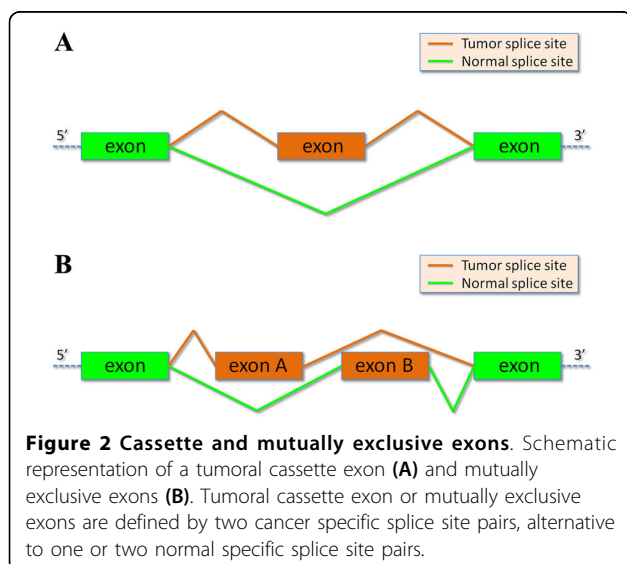 A
Tumor splice site
Normal splice site
5’
exon
exon
exon
3’
B
Tumor splice site
Normal splice site
5’
exon
exon A
exon B
exon
3’
Figure 2 Cassette and mutually exclusive exons. Schematic
representation of a tumoral cassette exon (A) and mutually
exclusive exons (B). Tumoral cassette exon or mutually exclusive
exons are defined by two cancer specific splice site pairs, alternative
to one or two normal specific splice site pairs.